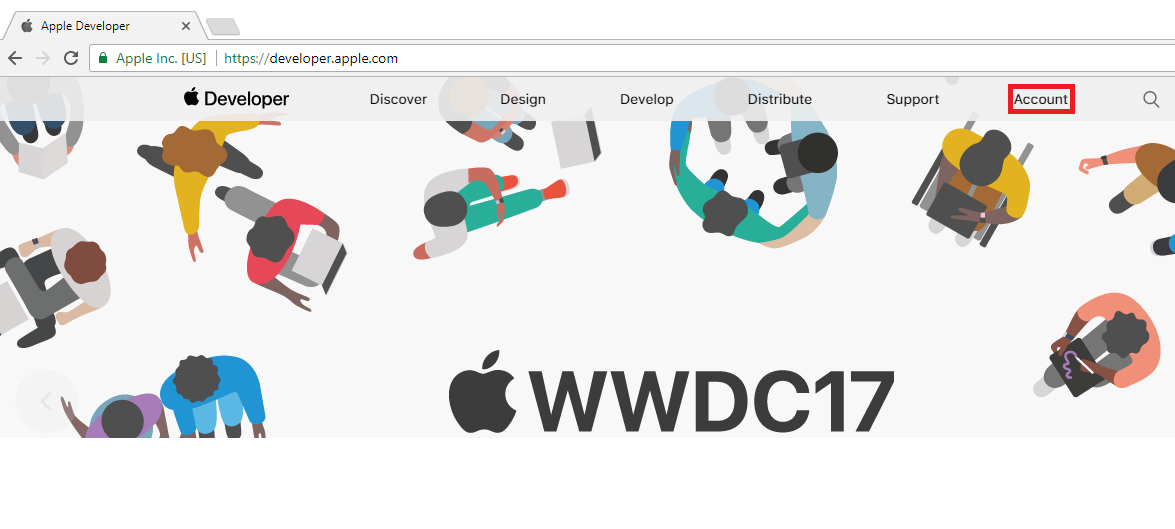 Apple Developer
Apple Inc. [US] https://developer.apple.com
Developer Discover Design Develop Distribute Support Account
WWDC17